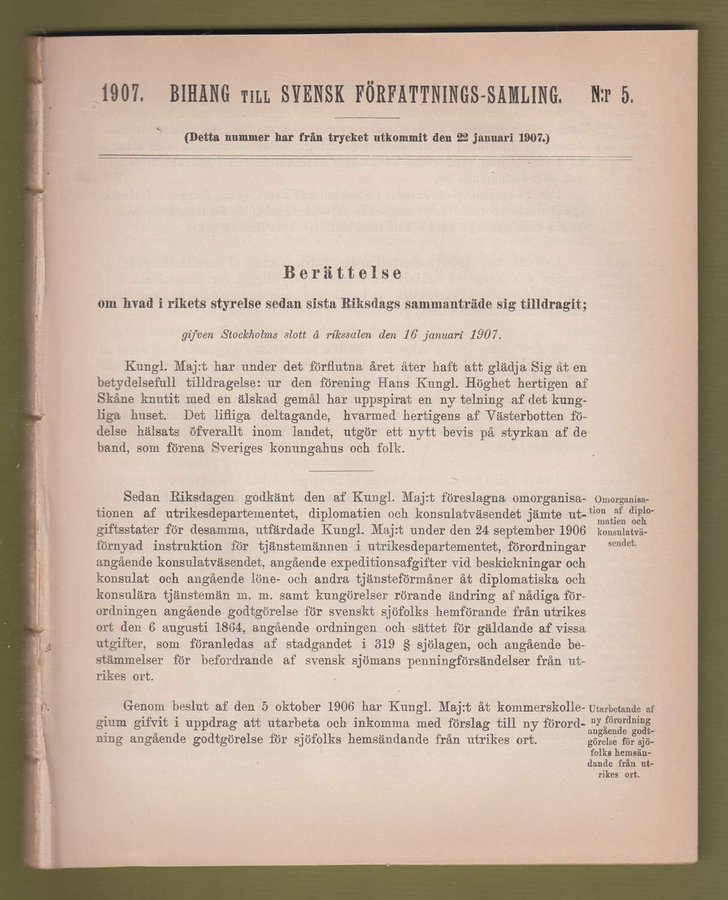 1907. BIHANG TILL SVENSK FÖRFATTNINGS-SAMLING. N:r 5.
(Detta nummer har från trycket utkommit den 22 januari 1907.)
Berättelse
om hvad i rikets styrelse sedan sista Riksdags sammanträde sig tilldragit;
gifven Stockholms slott å rikssalen den 16 januari 1907.
Kungl. Maj:t har under det förflutna året åter haft att glädja Sig åt en
betydelsefull tilldragelse: ur den förening Hans Kungl. Höghet hertigen af
Skåne knutit med en älskad gemål har uppspirat en ny telning af det kung-
liga huset. Det lifliga deltagande, hvarmed hertigens af Västerbotten fö-
delse hälsats öfverallt inom landet, utgör ett nytt bevis på styrkan af de
band, som förena Sveriges konungahus och folk.
Sedan Riksdagen godkänt den af Kungl. Maj:t föreslagna omorganisa-
tionen af utrikesdepartementet, diplomatien och konsulatväsendet jämte ut-
giftsstater för desamma, utfärdade Kungl. Maj:t under den 24 september 1906
förnyad instruktion för tjänstemännen i utrikesdepartementet, förordningar
angående konsulatväsendet, angående expeditionsafgifter vid beskickningar och
konsulat och angående löne- och andra tjänsteförmåner åt diplomatiska och
konsulära tjänstemän m. m. samt kungörelser rörande ändring af nådiga för-
ordningen angående godtgörelse för svenskt sjöfolks hemförande från utrikes
ort den 6 augusti 1864, angående ordningen och sättet för gäldande af vissa
utgifter, som föranledas af stadgandet i 319 § sjölagen, och angående be-
stämmelser för befordrande af svensk sjömans penningförsändelser från ut-
rikes ort.
Omorganisa-
tion af diplo-
matien och
konsulatvä-
sendet.
Genom beslut af den 5 oktober 1906 har Kungl. Maj:t åt kommerskolle-
gium gifvit i uppdrag att utarbeta och inkomma med förslag till ny förord-
ning angående godtgörelse för sjöfolks hemsändande från utrikes ort.
Utarbetande af
ny förordning
angående godt-
görelse för sjö-
folks hemsän-
dande från ut-
rikes ort.